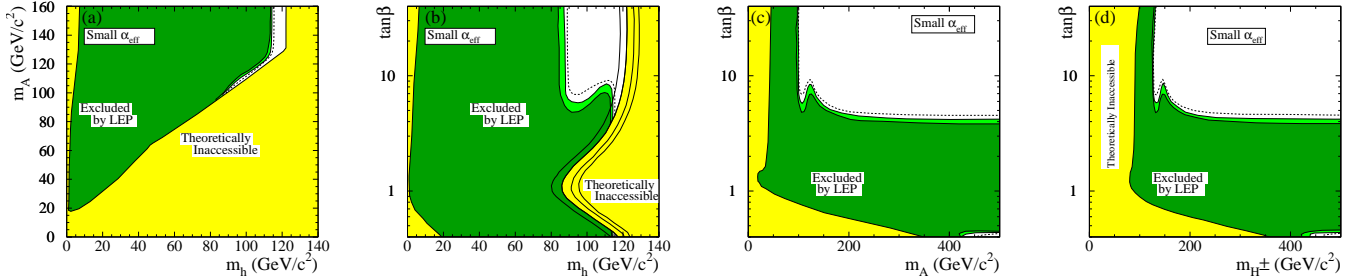 (a)
Small α_eff
Excluded
by LEP
Theoretically
Inaccessible
m_A (GeV/c²)
160
140
120
100
80
60
40
20
0
0 20 40 60 80 100 120 140
m_h (GeV/c²)
(b)
Small α_eff
Excluded
by LEP
Theoretically
Inaccessible
tanβ
10
1
0 20 40 60 80 100 120 140
m_h (GeV/c²)
(c)
Small α_eff
Excluded
by LEP
tanβ
10
1
0 200 400
m_A (GeV/c²)
(d)
Small α_eff
Theoretically Inaccessible
Excluded
by LEP
tanβ
10
1
0 200 400
m_H± (GeV/c²)